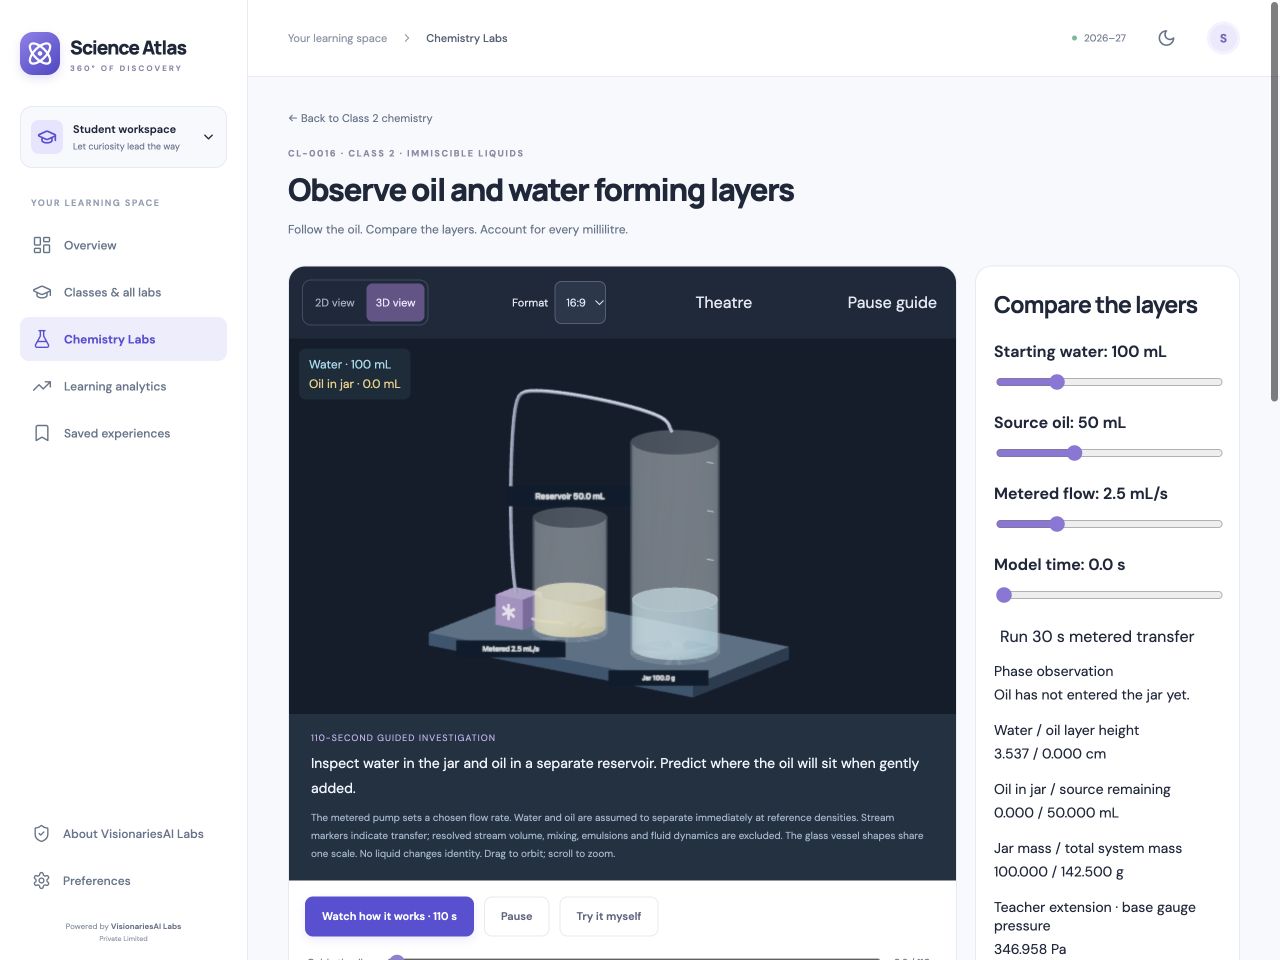 Science Atlas
360° OF DISCOVERY
Student workspace
Let curiosity lead the way
YOUR LEARNING SPACE
Overview
Classes & all labs
Chemistry Labs
Learning analytics
Saved experiences
About VisionariesAI Labs
Preferences
Powered by VisionariesAI Labs
Private Limited
Your learning space > Chemistry Labs
2026–27
S
← Back to Class 2 chemistry
CL-0016 · CLASS 2 · IMMISCIBLE LIQUIDS
Observe oil and water forming layers
Follow the oil. Compare the layers. Account for every millilitre.
2D view 3D view Format 16:9 Theatre Pause guide
Water · 100 mL
Oil in jar · 0.0 mL
Reservoir 50.0 mL
Metered 2.5 mL/s
Jar 100.0 g
110-SECOND GUIDED INVESTIGATION
Inspect water in the jar and oil in a separate reservoir. Predict where the oil will sit when gently
added.
The metered pump sets a chosen flow rate. Water and oil are assumed to separate immediately at reference densities. Stream
markers indicate transfer; resolved stream volume, mixing, emulsions and fluid dynamics are excluded. The glass vessel shapes share
one scale. No liquid changes identity. Drag to orbit; scroll to zoom.
Watch how it works · 110 s Pause Try it myself
Compare the layers
Starting water: 100 mL
Source oil: 50 mL
Metered flow: 2.5 mL/s
Model time: 0.0 s
Run 30 s metered transfer
Phase observation
Oil has not entered the jar yet.
Water / oil layer height
3.537 / 0.000 cm
Oil in jar / source remaining
0.000 / 50.000 mL
Jar mass / total system mass
100.000 / 142.500 g
Teacher extension · base gauge
pressure
346.958 Pa